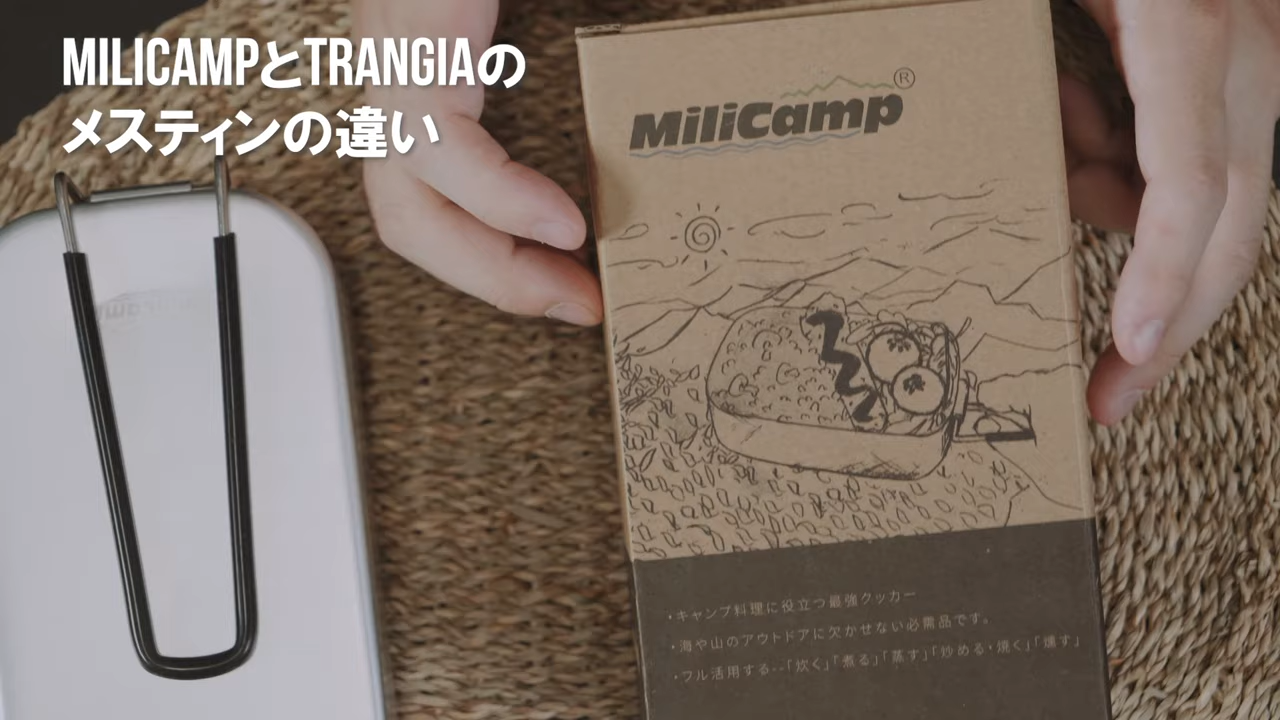 MILICAMPとTRANGIAの
メスティンの違い
MiliCamp®
・キャンプ料理に役立つ最強クッカー
・海や山のアウトドアに欠かせない必需品です。
・フル活用する--「炊く」「煮る」「蒸す」「炒める・焼く」「燻す」